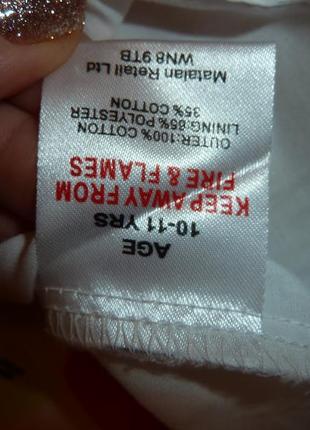 AGE
10-11 YRS
KEEP AWAY FROM
FIRE & FLAMES
OUTER:100% COTTON
LINING:65% POLYESTER
35% COTTON
Matalan Retail Ltd
WN8 9TB